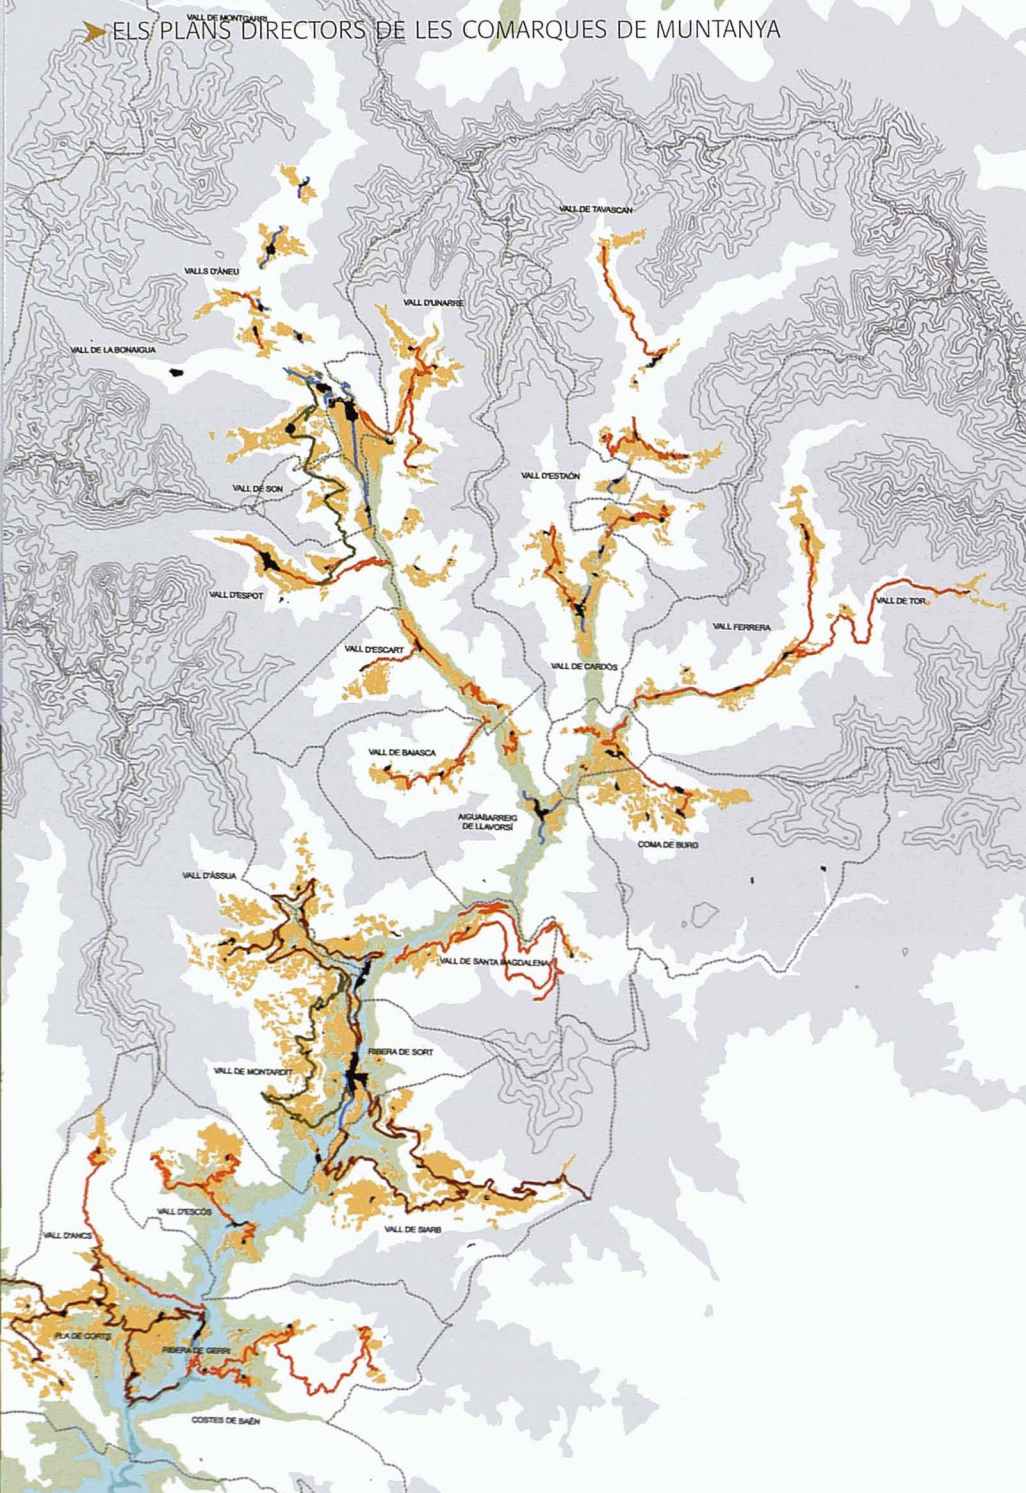 VALL DE MONTGARRI
ELS PLANS DIRECTORS DE LES COMARQUES DE MUNTANYA
VALL DE TAVASCAN
VALLS D'ÀNEU
VALL D'UNARRE
VALL DE LA BONAIGUA
VALL D'ESTAÓN
VALL DE SON
VALL D'ESPOT
VALL DE TOR
VALL FERRERA
VALL D'ESCART
VALL DE CARDÓS
VALL DE BAIASCA
AIGUABARREIG
DE LLAVORSÍ
COMA DE BURG
VALL D'ÀSSUA
VALL DE SANTA MAGDALENA
RIBERA DE SORT
VALL DE MONTARDIT
VALL D'ESCÓS
VALL DE SIARB
VALL D'ANCS
PLA DE CORTS
RIBERA DE GERRI
COSTES DE SAÉN